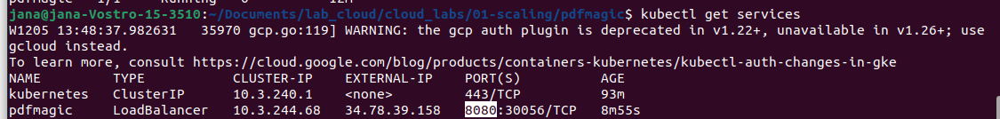 jana@jana-Vostro-15-3510:~/Documents/lab_cloud/cloud_labs/01-scaling/pdfmagic$ kubectl get services
W1205 13:48:37.982631   35970 gcp.go:119] WARNING: the gcp auth plugin is deprecated in v1.22+, unavailable in v1.26+; use
gcloud instead.
To learn more, consult https://cloud.google.com/blog/products/containers-kubernetes/kubectl-auth-changes-in-gke
NAME         TYPE           CLUSTER-IP    EXTERNAL-IP    PORT(S)          AGE
kubernetes   ClusterIP      10.3.240.1    <none>         443/TCP          93m
pdfmagic     LoadBalancer   10.3.244.68   34.78.39.158   8080:30056/TCP   8m55s